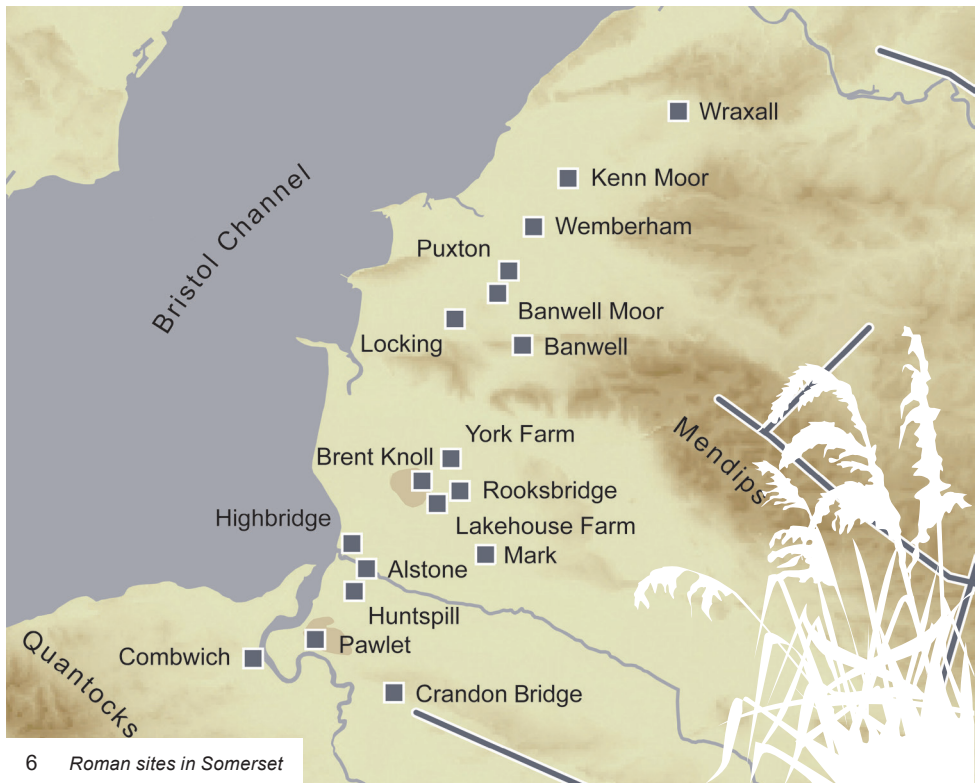 Wraxall
Kenn Moor
Bristol Channel
Wemberham
Puxton
Banwell Moor
Locking
Banwell
Mendips
York Farm
Brent Knoll
Rooksbridge
Highbridge
Lakehouse Farm
Mark
Alstone
Huntspill
Pawlet
Combwich
Quantocks
Crandon Bridge
6 Roman sites in Somerset